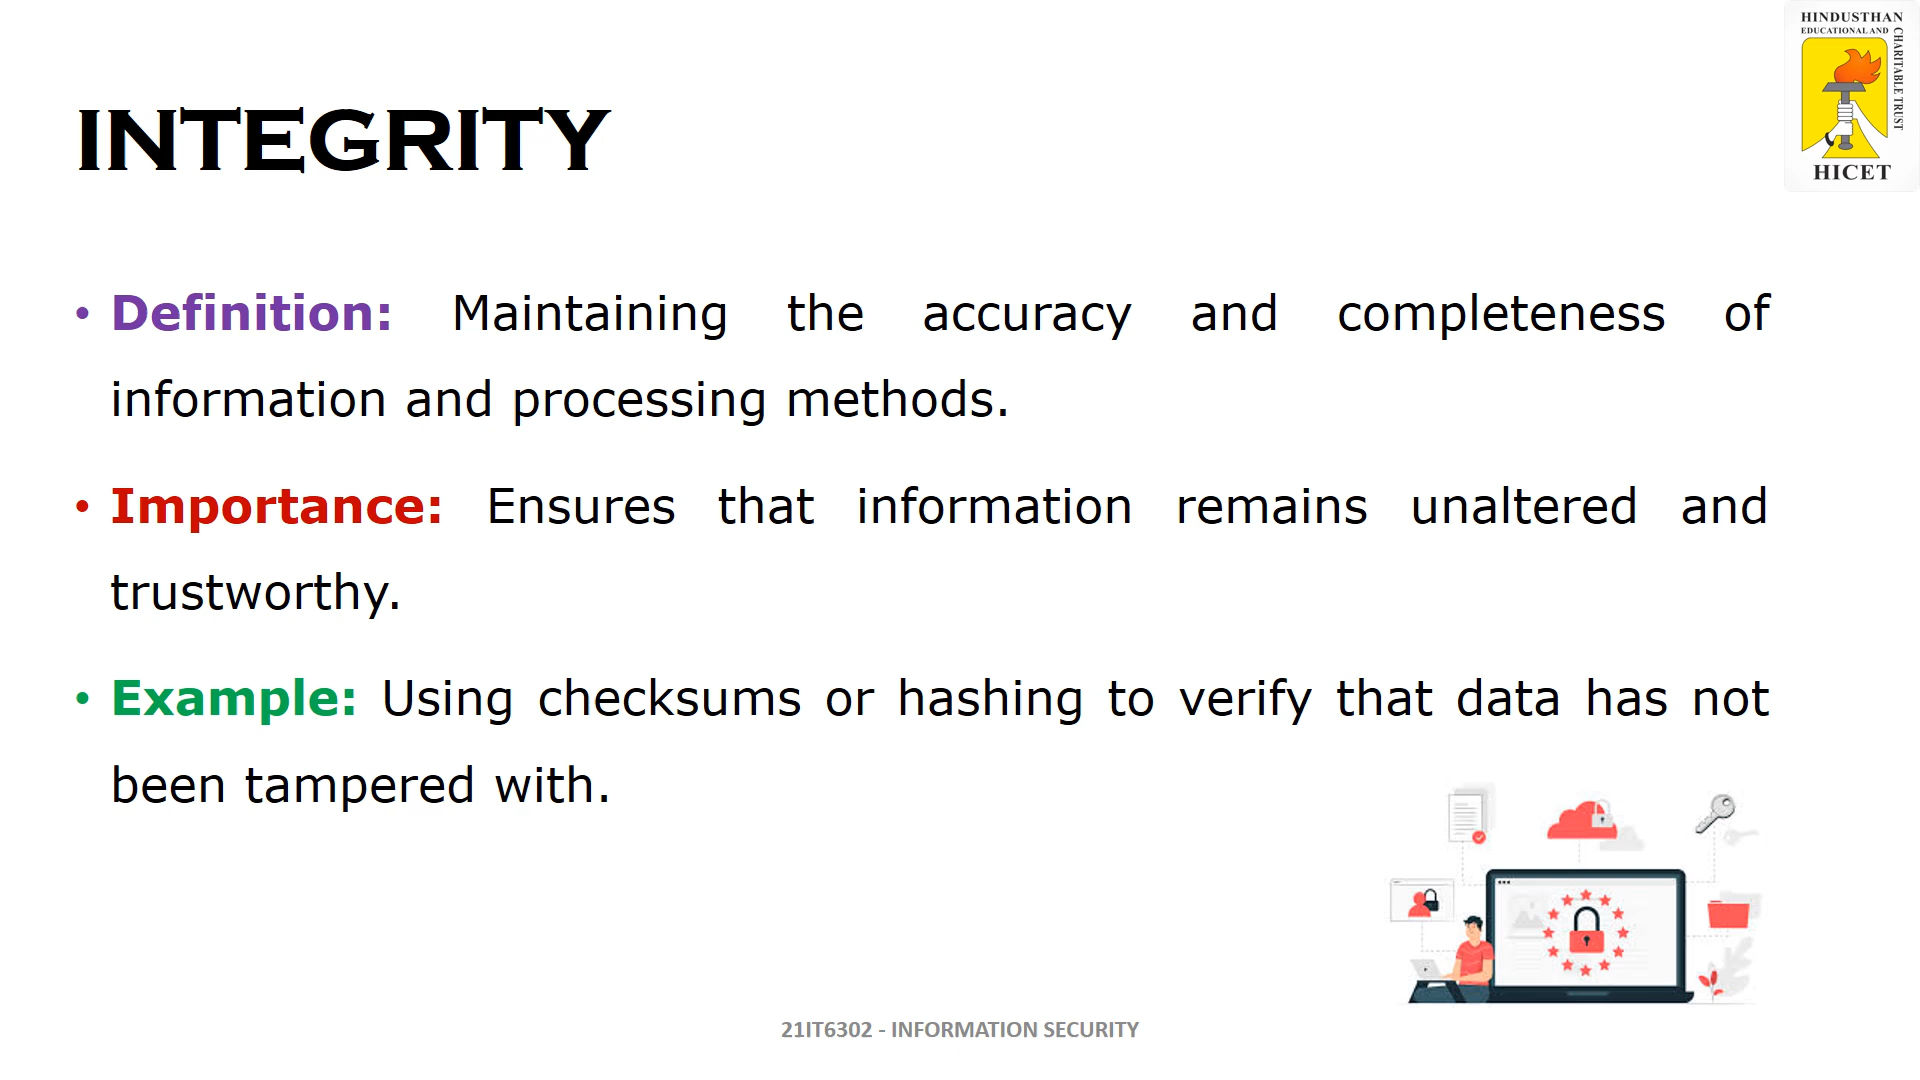 HINDUSTHAN
EDUCATIONAL AND
CHARITABLE TRUST
HICET
INTEGRITY
• Definition: Maintaining the accuracy and completeness of
information and processing methods.
• Importance: Ensures that information remains unaltered and
trustworthy.
• Example: Using checksums or hashing to verify that data has not
been tampered with.
21IT6302 - INFORMATION SECURITY